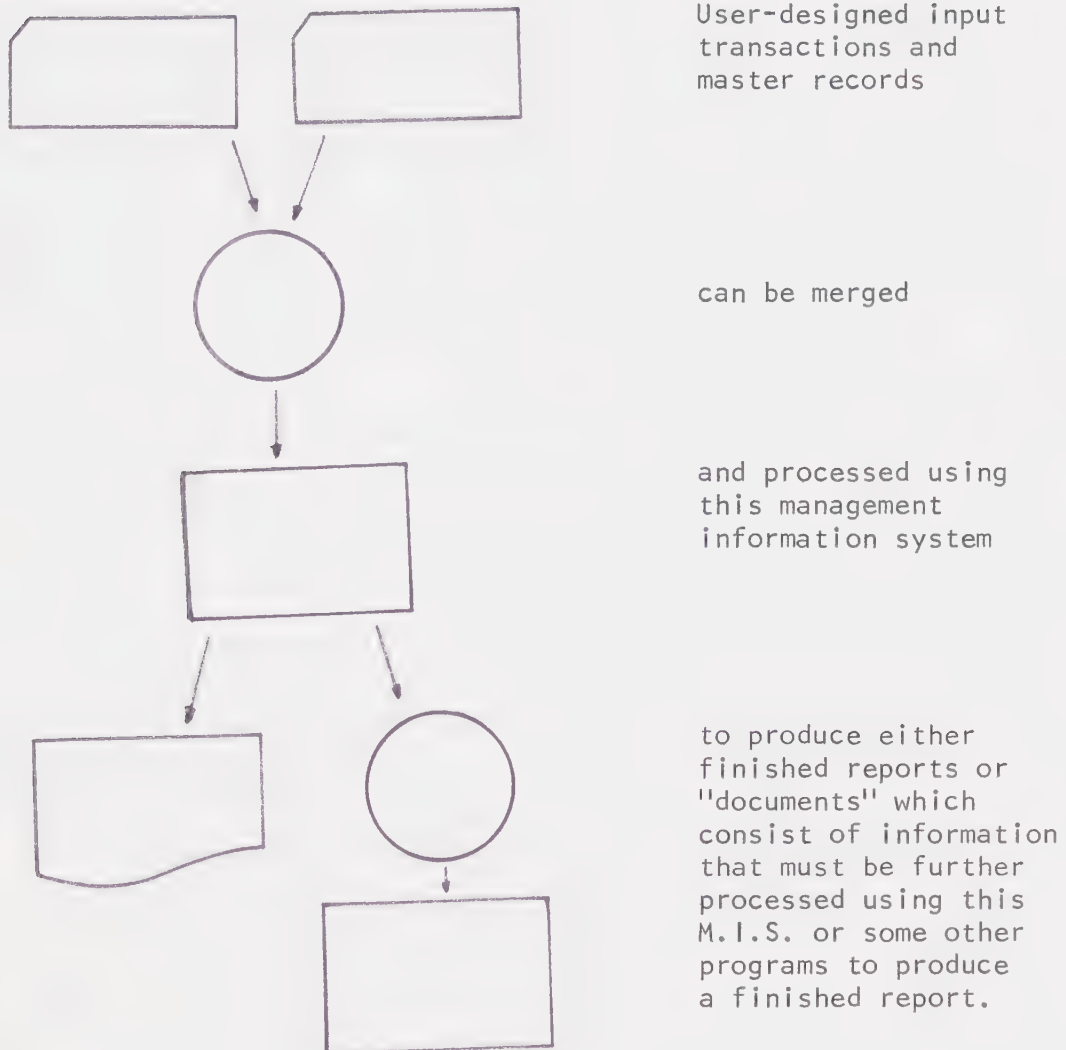 User-designed input
transactions and
master records
can be merged
and processed using
this management
information system
to produce either
finished reports or
"documents" which
consist of information
that must be further
processed using this
M.I.S. or some other
programs to produce
a finished report.